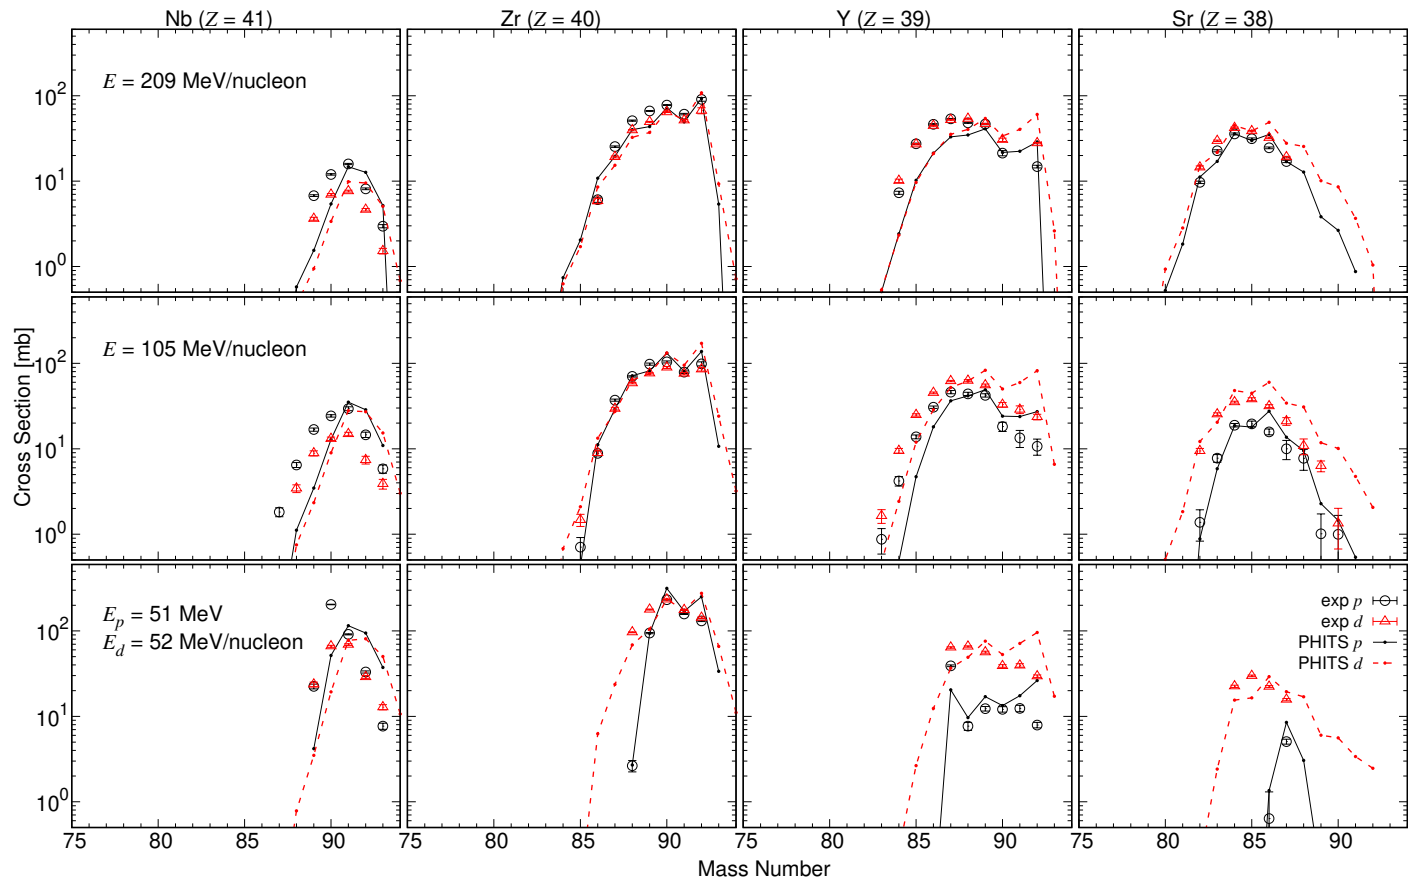 Nb (Z = 41) Zr (Z = 40) Y (Z = 39) Sr (Z = 38)
E = 209 MeV/nucleon
10^2
10^1
10^0
E = 105 MeV/nucleon
10^2
10^1
10^0
Cross Section [mb]
E_p = 51 MeV
E_d = 52 MeV/nucleon
10^2
10^1
10^0
exp p
exp d
PHITS p
PHITS d
75 80 85 90 75 80 85 90 75 80 85 90 75 80 85 90
Mass Number